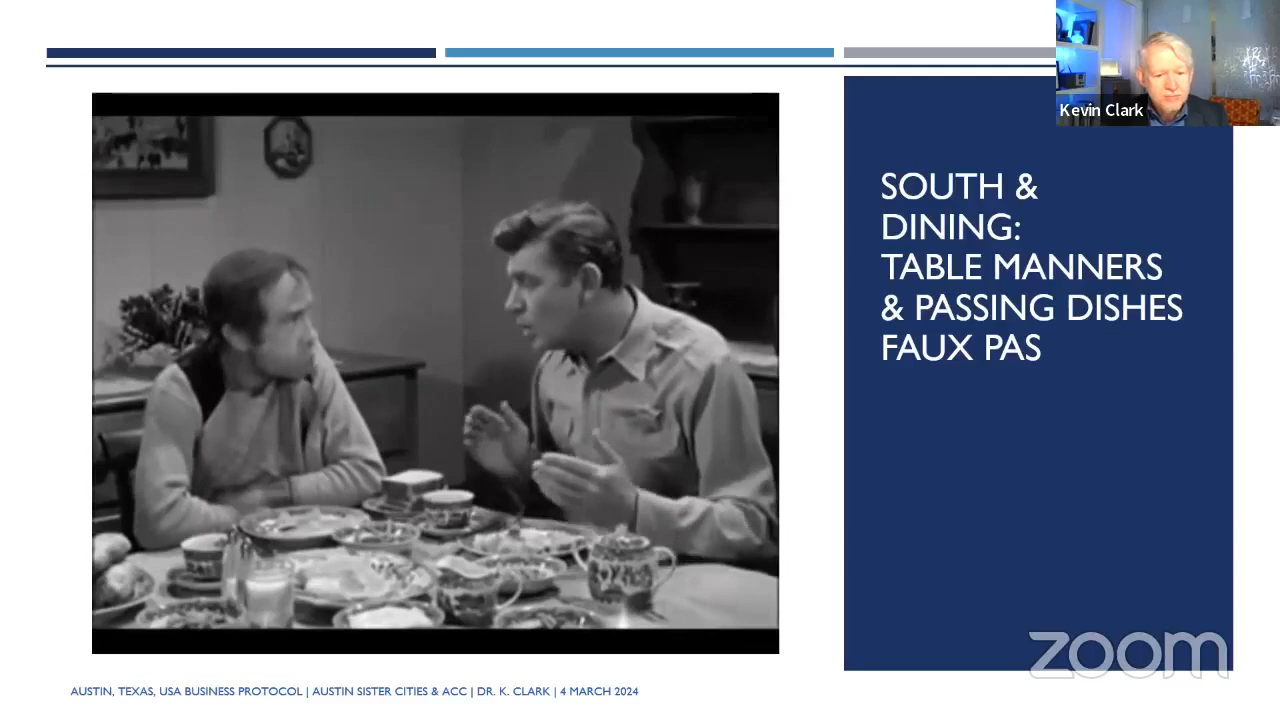 Kevin Clark
SOUTH &
DINING:
TABLE MANNERS
& PASSING DISHES
FAUX PAS
zoom
AUSTIN, TEXAS, USA BUSINESS PROTOCOL | AUSTIN SISTER CITIES & ACC | DR. K. CLARK | 4 MARCH 2024